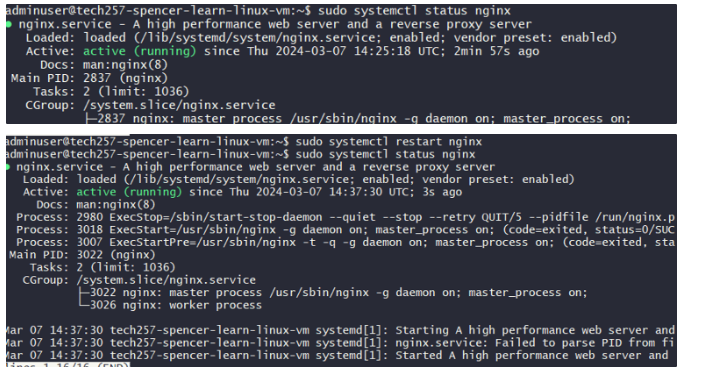 adminuser@tech257-spencer-learn-linux-vm:~$ sudo systemctl status nginx
● nginx.service - A high performance web server and a reverse proxy server
Loaded: loaded (/lib/systemd/system/nginx.service; enabled; vendor preset: enabled)
Active: active (running) since Thu 2024-03-07 14:25:18 UTC; 2min 57s ago
Docs: man:nginx(8)
Main PID: 2837 (nginx)
Tasks: 2 (limit: 1036)
CGroup: /system.slice/nginx.service
├─2837 nginx: master process /usr/sbin/nginx -g daemon on; master_process on;
adminuser@tech257-spencer-learn-linux-vm:~$ sudo systemctl restart nginx
adminuser@tech257-spencer-learn-linux-vm:~$ sudo systemctl status nginx
● nginx.service - A high performance web server and a reverse proxy server
Loaded: loaded (/lib/systemd/system/nginx.service; enabled; vendor preset: enabled)
Active: active (running) since Thu 2024-03-07 14:37:30 UTC; 3s ago
Docs: man:nginx(8)
Process: 2980 ExecStop=/sbin/start-stop-daemon --quiet --stop --retry QUIT/5 --pidfile /run/nginx.p
Process: 3018 ExecStart=/usr/sbin/nginx -g daemon on; master_process on; (code=exited, status=0/SUC
Process: 3007 ExecStartPre=/usr/sbin/nginx -t -q -g daemon on; master_process on; (code=exited, sta
Main PID: 3022 (nginx)
Tasks: 2 (limit: 1036)
CGroup: /system.slice/nginx.service
├─3022 nginx: master process /usr/sbin/nginx -g daemon on; master_process on;
└─3026 nginx: worker process
Mar 07 14:37:30 tech257-spencer-learn-linux-vm systemd[1]: Starting A high performance web server and
Mar 07 14:37:30 tech257-spencer-learn-linux-vm systemd[1]: nginx.service: Failed to parse PID from fi
Mar 07 14:37:30 tech257-spencer-learn-linux-vm systemd[1]: Started A high performance web server and
lines 1-16/16 (END)